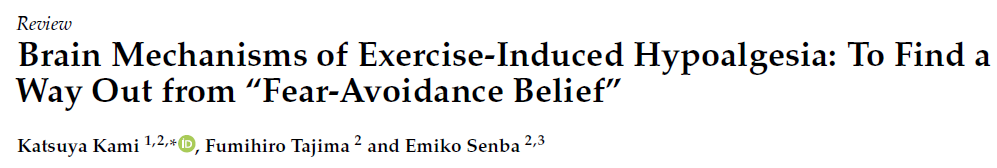 Review
Brain Mechanisms of Exercise-Induced Hypoalgesia: To Find a
Way Out from “Fear-Avoidance Belief”
Katsuya Kami 1,2,* iD, Fumihiro Tajima 2 and Emiko Senba 2,3